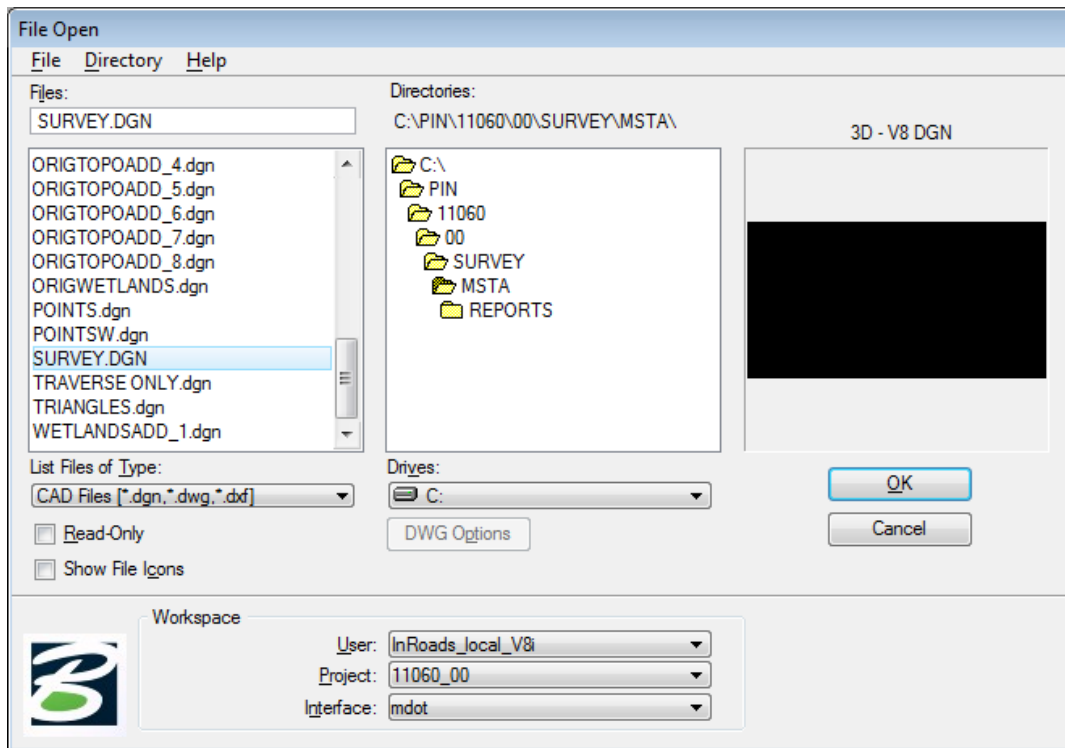 File Open
File Directory Help
Files:
SURVEY.DGN
ORIGTOPOADD_4.dgn
ORIGTOPOADD_5.dgn
ORIGTOPOADD_6.dgn
ORIGTOPOADD_7.dgn
ORIGTOPOADD_8.dgn
ORIGWETLANDS.dgn
POINTS.dgn
POINTSW.dgn
SURVEY.DGN
TRAVERSE ONLY.dgn
TRIANGLES.dgn
WETLANDSADD_1.dgn
List Files of Type:
CAD Files [*.dgn,*.dwg,*.dxf]
Read-Only
Show File Icons
Directories:
C:\PIN\11060\00\SURVEY\MSTA\
C:\
PIN
11060
00
SURVEY
MSTA
REPORTS
Drives:
C:
DWG Options
3D - V8 DGN
OK
Cancel
Workspace
User: InRoads_local_V8i
Project: 11060_00
Interface: mdot